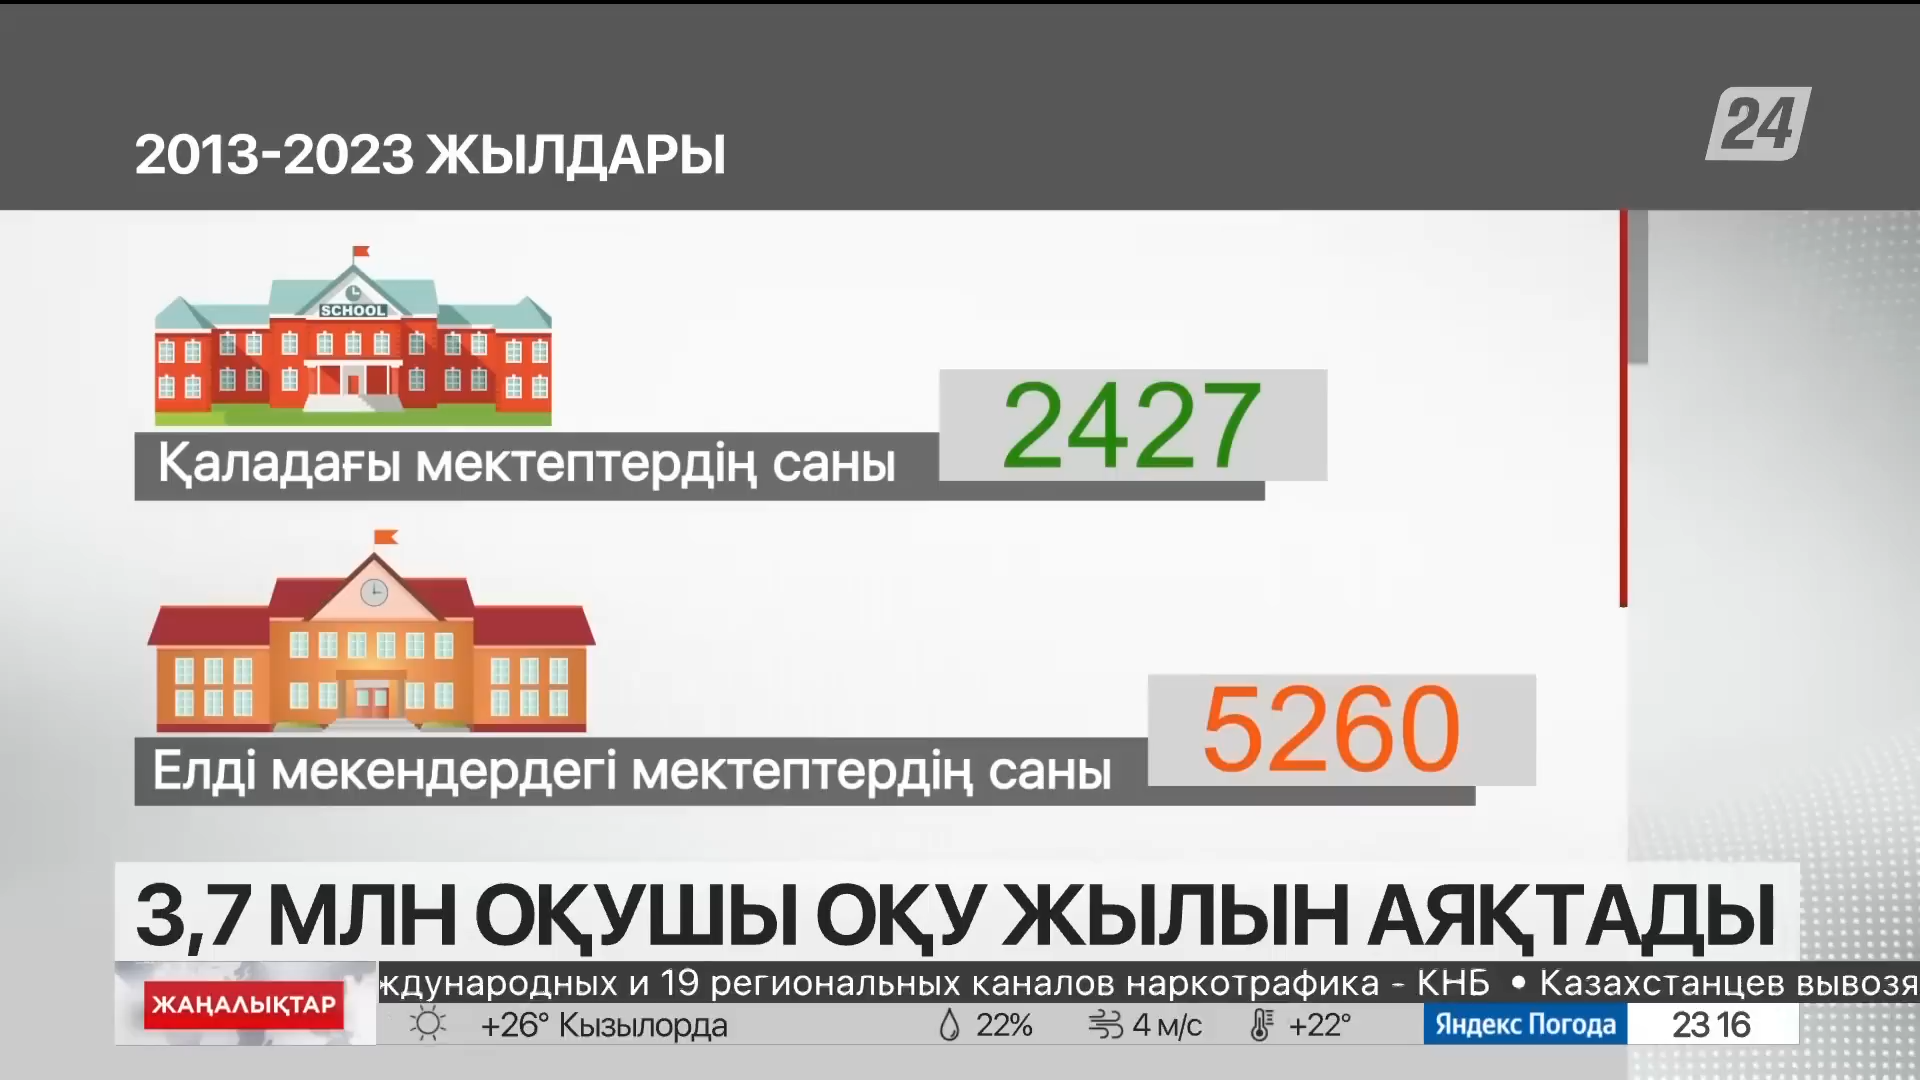 24
2013-2023 ЖЫЛДАРЫ
SCHOOL
2427
Қаладағы мектептердің саны
5260
Елді мекендердегі мектептердің саны
3,7 МЛН ОҚУШЫ ОҚУ ЖЫЛЫН АЯҚТАДЫ
ЖАҢАЛЫҚТАР
ждународных и 19 региональных каналов наркотрафика - КНБ • Казахстанцев вывозя
+26° Кызылорда 22% 4 м/с +22° Яндекс Погода 23 16